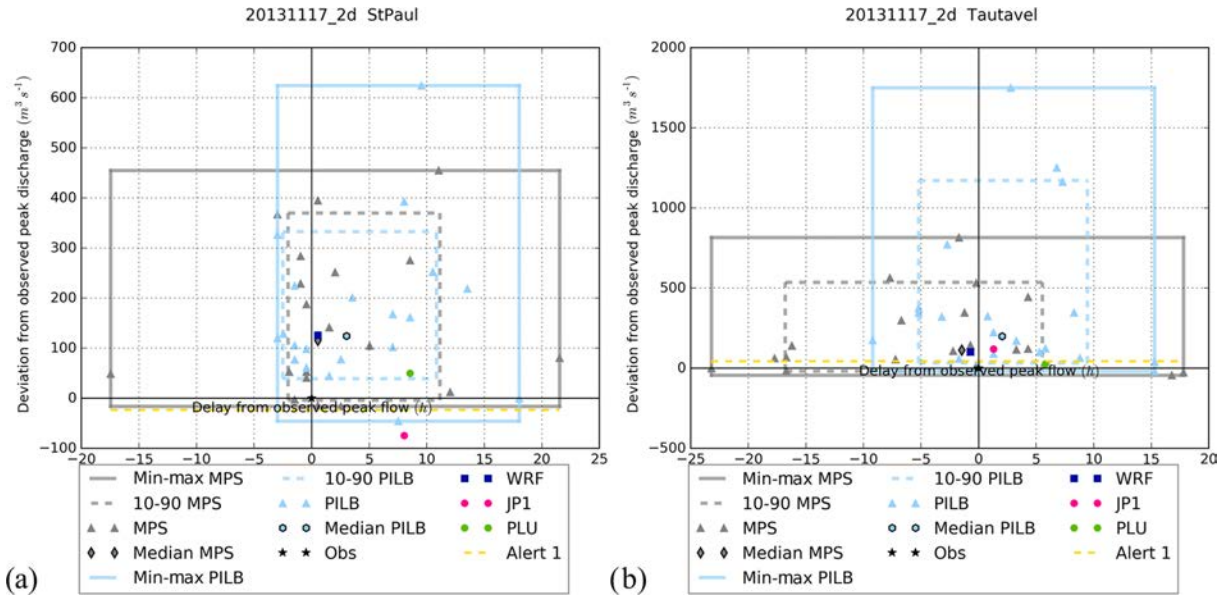 20131117_2d StPaul
700
600
500
400
300
200
100
0
−100
Deviation from observed peak discharge (m³ s⁻¹)
Delay from observed peak flow (h)
−20 −15 −10 −5 0 5 10 15 20 25
Min-max MPS
10-90 MPS
MPS
Median MPS
Min-max PILB
10-90 PILB
PILB
Median PILB
Obs
WRF
JP1
PLU
Alert 1
(a)
20131117_2d Tautavel
2000
1500
1000
500
0
−500
Deviation from observed peak discharge (m³ s⁻¹)
Delay from observed peak flow (h)
−25 −20 −15 −10 −5 0 5 10 15 20
Min-max MPS
10-90 MPS
MPS
Median MPS
Min-max PILB
10-90 PILB
PILB
Median PILB
Obs
WRF
JP1
PLU
Alert 1
(b)